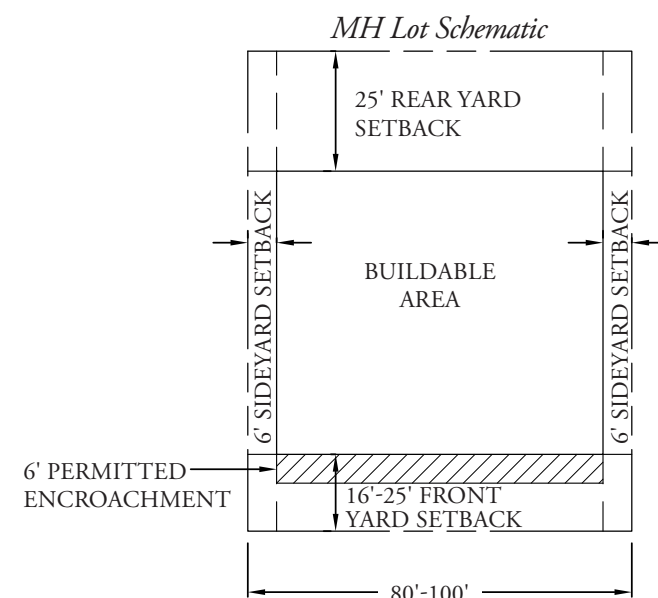 MH Lot Schematic
25' REAR YARD
SETBACK
6' SIDEYARD SETBACK
BUILDABLE
AREA
6' SIDEYARD SETBACK
6' PERMITTED
ENCROACHMENT
16'-25' FRONT
YARD SETBACK
80'-100'